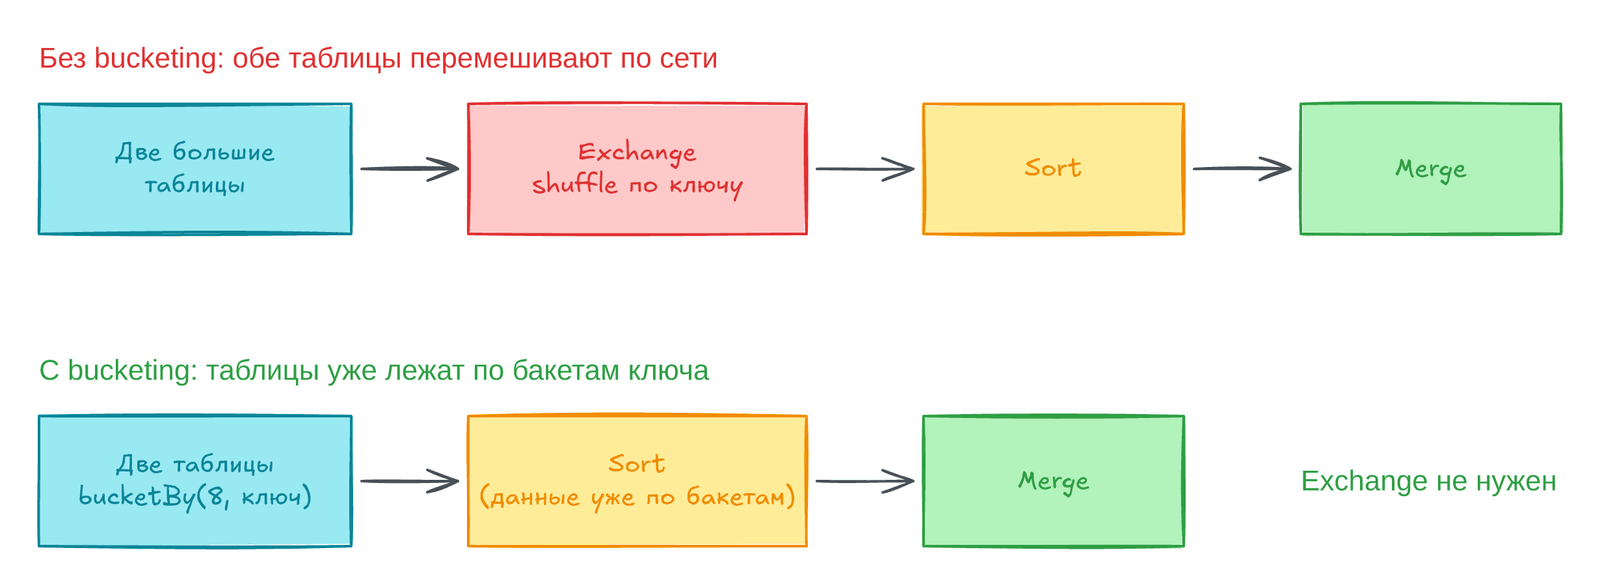 Без bucketing: обе таблицы перемешивают по сети
Две большие
таблицы
Exchange
shuffle по ключу
Sort
Merge
С bucketing: таблицы уже лежат по бакетам ключа
Две таблицы
bucketBy(8, ключ)
Sort
(данные уже по бакетам)
Merge
Exchange не нужен